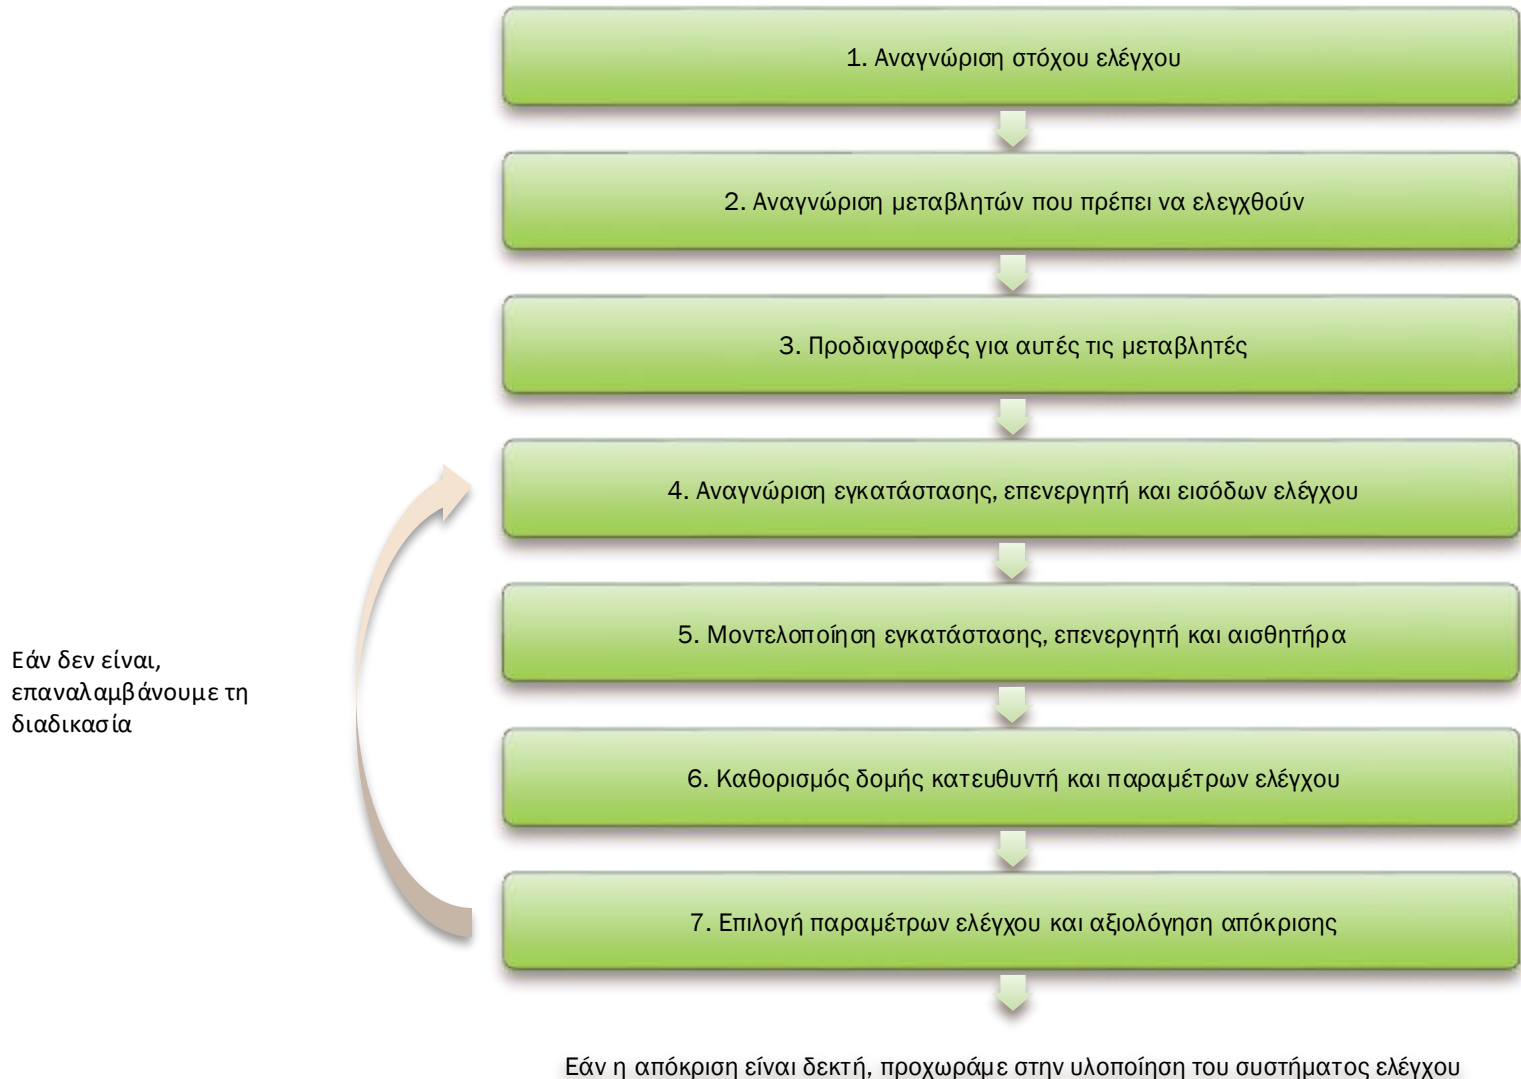 1. Αναγνώριση στόχου ελέγχου
2. Αναγνώριση μεταβλητών που πρέπει να ελεγχθούν
3. Προδιαγραφές για αυτές τις μεταβλητές
4. Αναγνώριση εγκατάστασης, επενεργητή και εισόδων ελέγχου
5. Μοντελοποίηση εγκατάστασης, επενεργητή και αισθητήρα
6. Καθορισμός δομής κατευθυντή και παραμέτρων ελέγχου
7. Επιλογή παραμέτρων ελέγχου και αξιολόγηση απόκρισης
Εάν δεν είναι,
επαναλαμβάνουμε τη
διαδικασία
Εάν η απόκριση είναι δεκτή, προχωράμε στην υλοποίηση του συστήματος ελέγχου